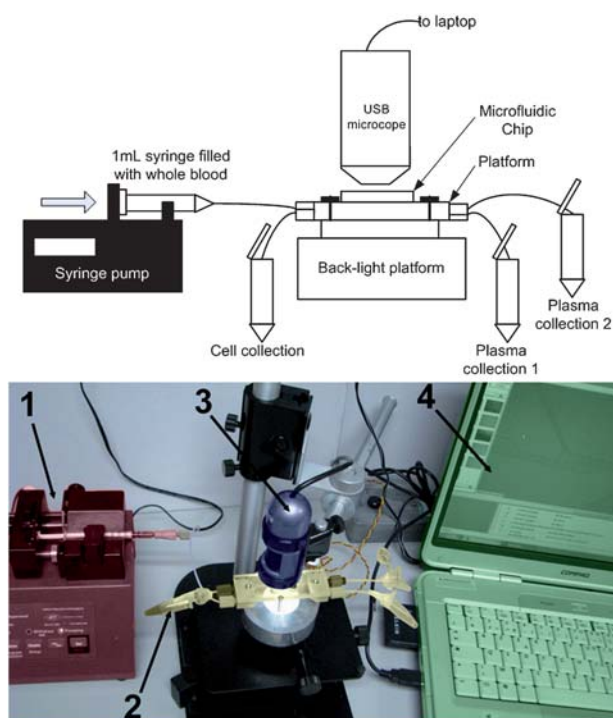 to laptop
USB
micocope
Microfluidic
Chip
Platform
1mL syringe filled
with whole blood
Syringe pump
Back-light platform
Cell collection
Plasma
collection 1
Plasma
collection 2
1
3
4
2
COMPAQ